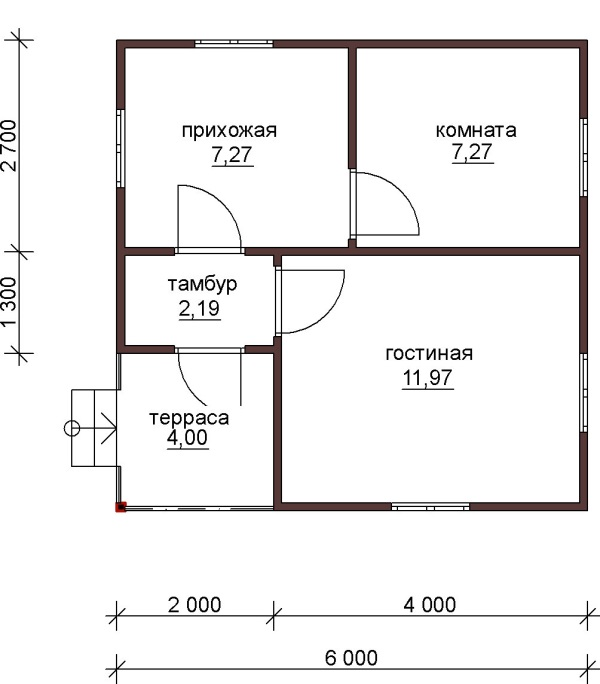 прихожая
7,27
комната
7,27
2 700
тамбур
2,19
1 300
гостиная
11,97
терраса
4,00
2 000
4 000
6 000